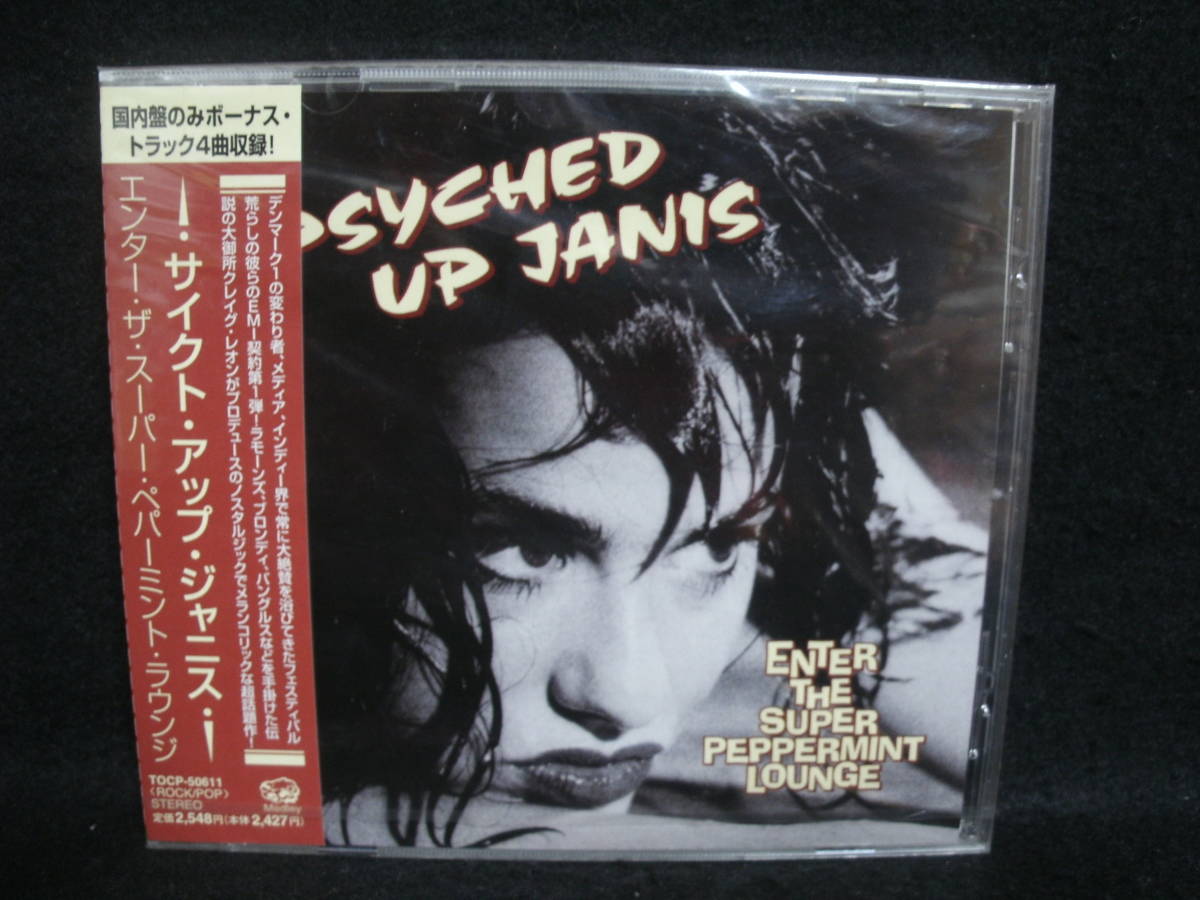 国内盤のみボーナス・
トラック4曲収録!
サイクト・アップ・ジャニス
エンター・ザ・スーパー・ペパーミント・ラウンジ
デンマーク一の変わり者、メディア、インディー界で常に大絶賛を浴びてきたフェスティバル
荒らしの彼らのEMI契約第1弾!ラモーンズ、ブロンディ、バングルスなどを手掛けた伝
説の大御所クレイグ・レオンがプロデュースのノスタルジックでメランコリックな超話題作!
TOCP-50611
(ROCK/POP)
STEREO
定価2,548円(本体2,427円)
Medley
PSYCHED
UP JANIS
ENTER
THE
SUPER
PEPPERMINT
LOUNGE